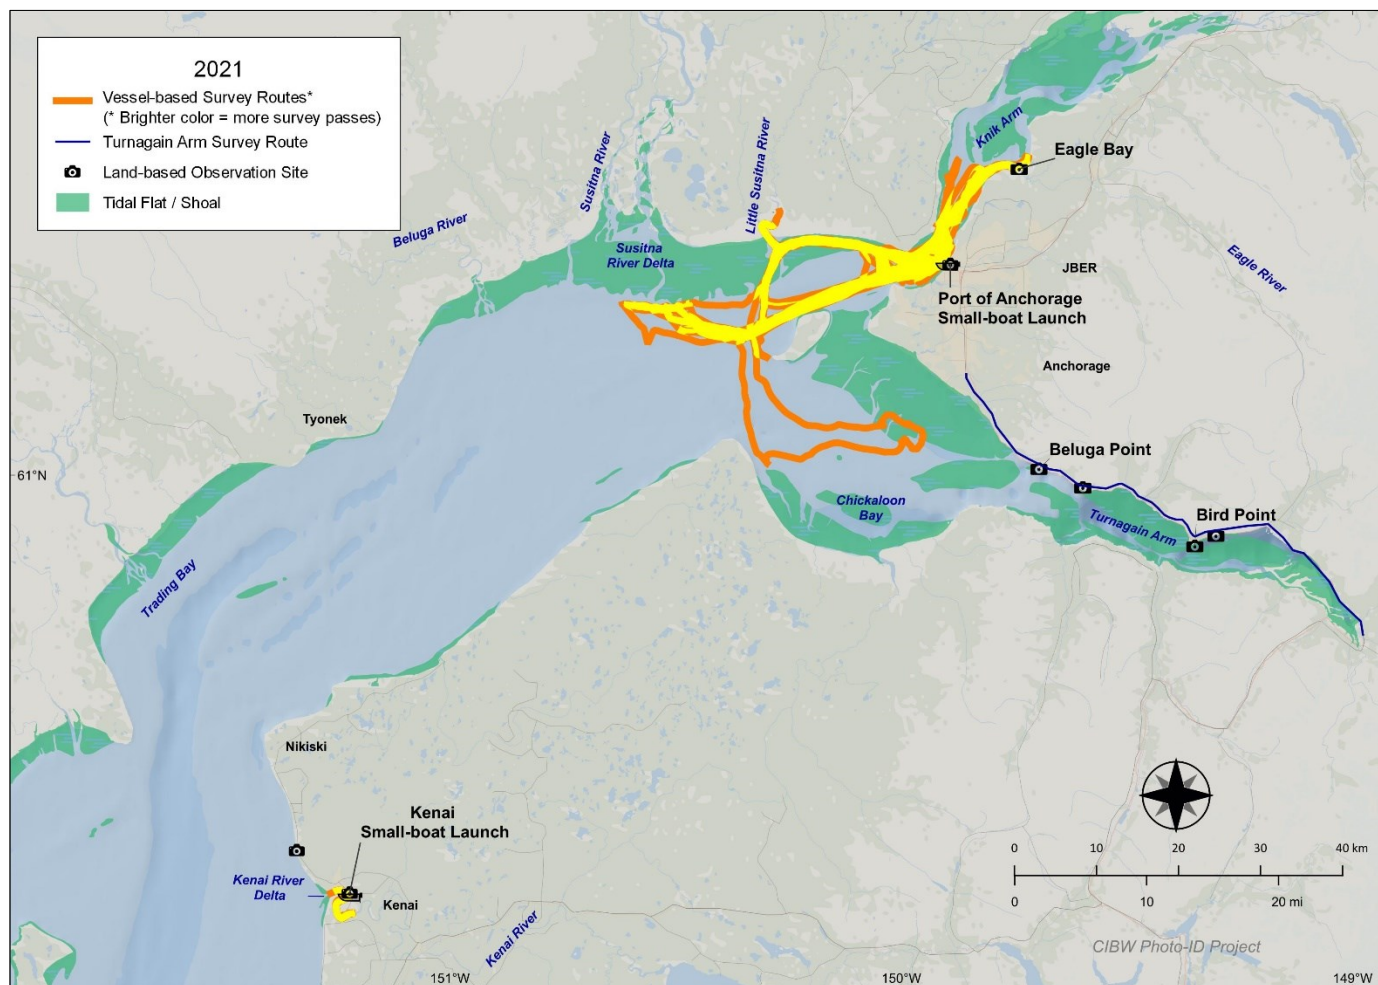 2021
Vessel-based Survey Routes*
(* Brighter color = more survey passes)
Turnagain Arm Survey Route
Land-based Observation Site
Tidal Flat / Shoal
Knik Arm
Eagle Bay
Susitna River
Little Susitna River
Beluga River
Susitna
River Delta
Eagle River
JBER
Port of Anchorage
Small-boat Launch
Anchorage
Tyonek
Beluga Point
61°N
Chickaloon
Bay
Bird Point
Turnagain Arm
Trading Bay
Nikiski
Kenai
Small-boat Launch
0 10 20 30 40 km
0 10 20 mi
Kenai River
Delta
Kenai
Kenai River
CIBW Photo-ID Project
151°W
150°W
149°W